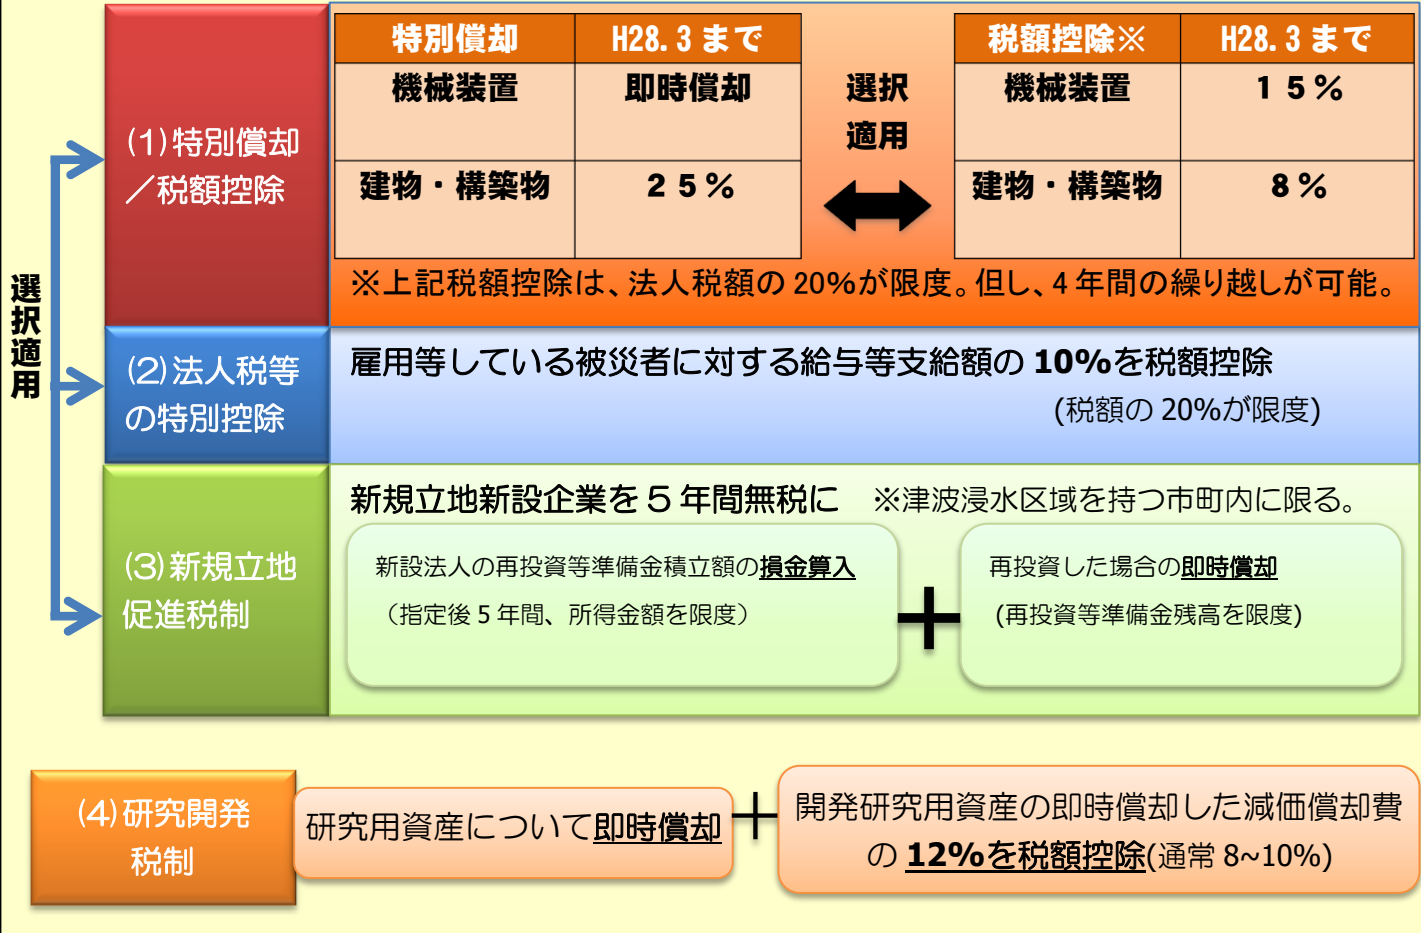 選択適用
(1)特別償却
／税額控除
特別償却 H28.3まで
機械装置 即時償却
建物・構築物 ２５％
選択
適用
税額控除※ H28.3まで
機械装置 １５％
建物・構築物 ８％
※上記税額控除は、法人税額の20%が限度。但し、4年間の繰り越しが可能。
(2)法人税等
の特別控除
雇用等している被災者に対する給与等支給額の10%を税額控除
(税額の20%が限度)
(3)新規立地
促進税制
新規立地新設企業を５年間無税に ※津波浸水区域を持つ市町内に限る。
新設法人の再投資等準備金積立額の損金算入
（指定後5年間、所得金額を限度）
＋
再投資した場合の即時償却
(再投資等準備金残高を限度)
(4)研究開発
税制
研究用資産について即時償却
＋
開発研究用資産の即時償却した減価償却費
の12%を税額控除(通常8~10%)